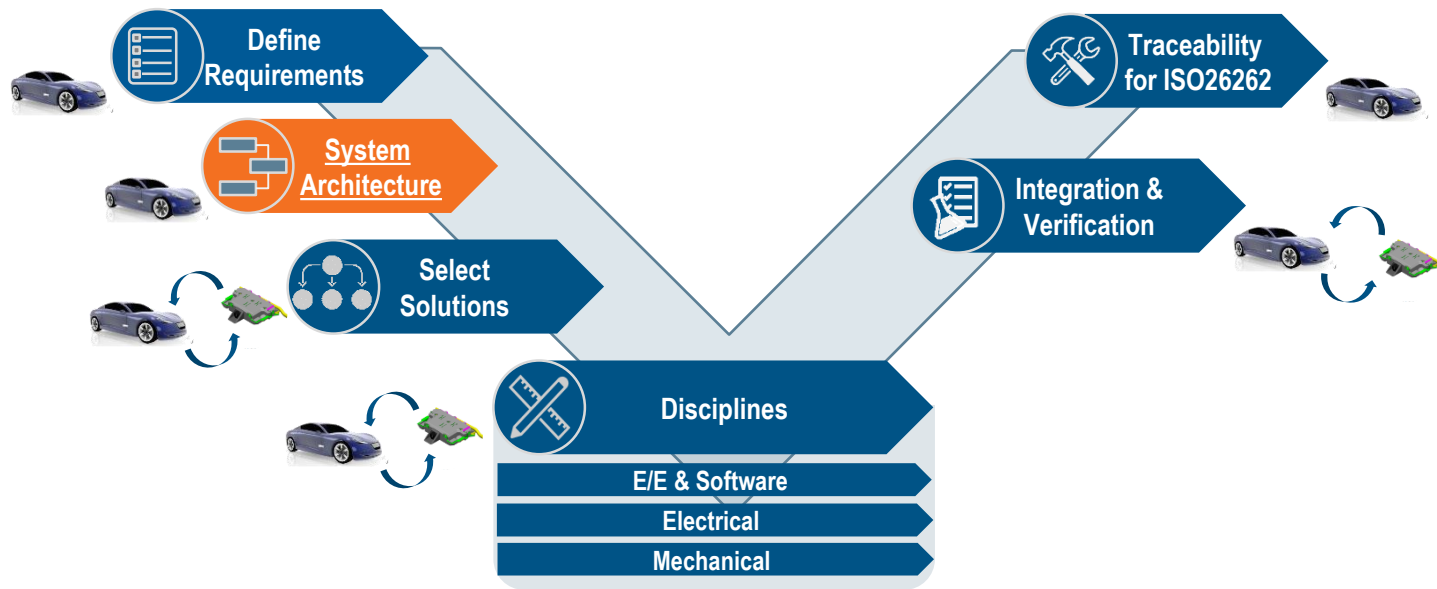 Define
Requirements
System
Architecture
Select
Solutions
Disciplines
E/E & Software
Electrical
Mechanical
Integration &
Verification
Traceability
for ISO26262